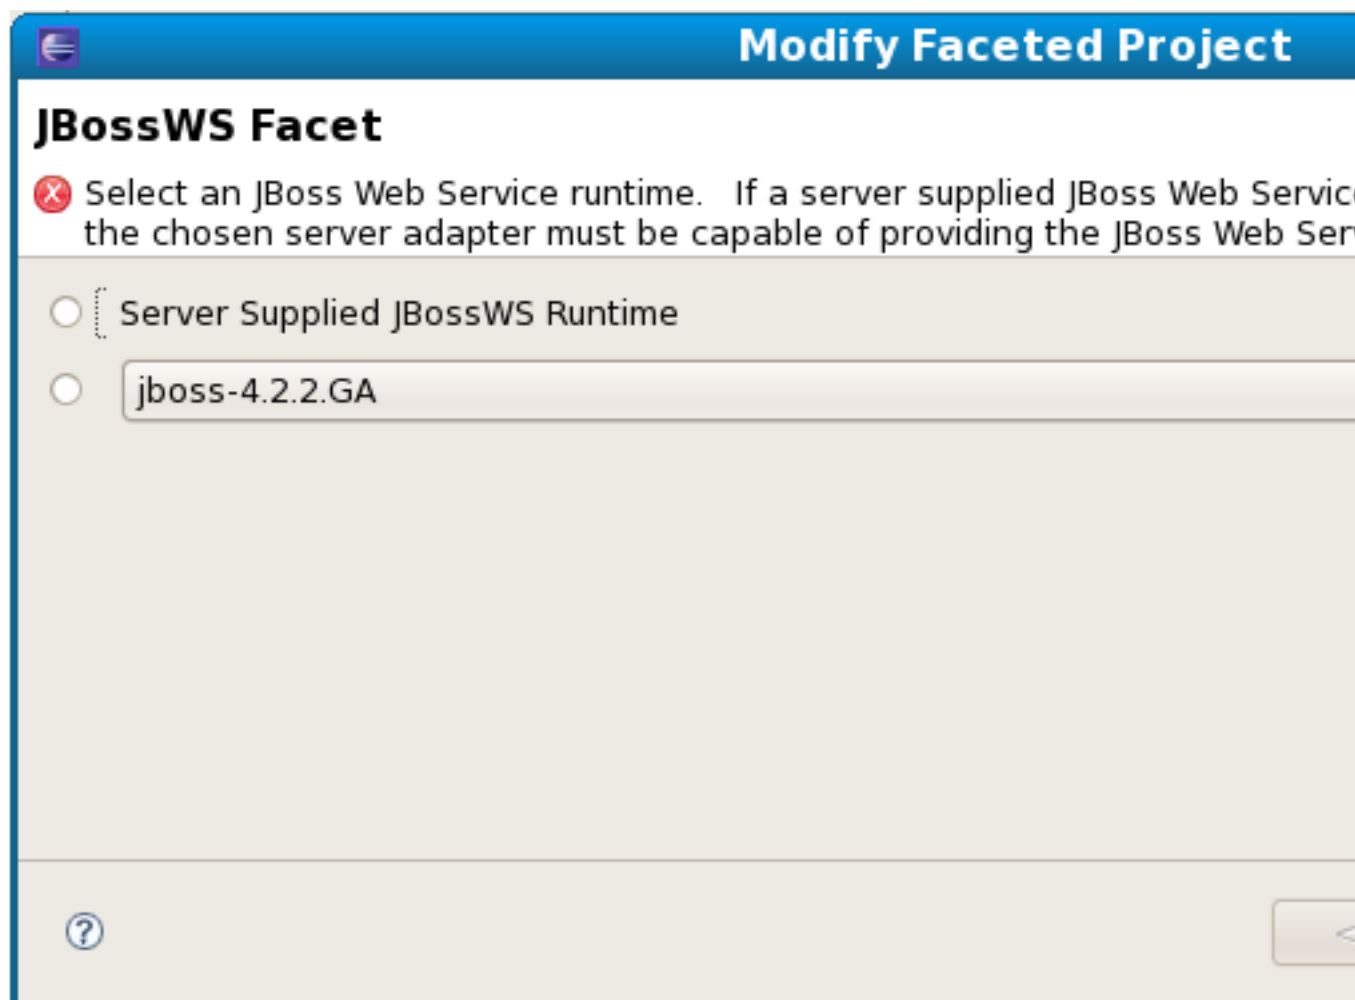 Modify Faceted Project
JBossWS Facet
Select an JBoss Web Service runtime. If a server supplied JBoss Web Servic
the chosen server adapter must be capable of providing the JBoss Web Ser
Server Supplied JBossWS Runtime
jboss-4.2.2.GA
<